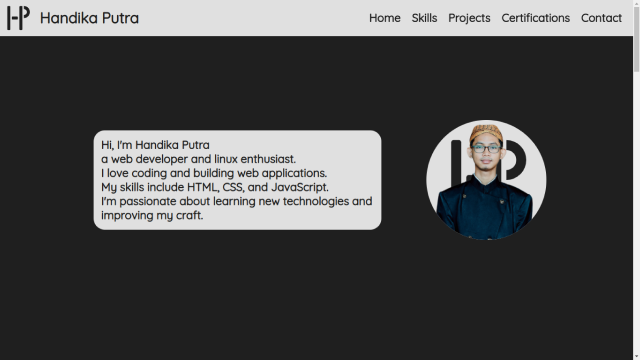 HP Handika Putra
Home Skills Projects Certifications Contact
Hi, I'm Handika Putra
a web developer and linux enthusiast.
I love coding and building web applications.
My skills include HTML, CSS, and JavaScript.
I'm passionate about learning new technologies and
improving my craft.
HP